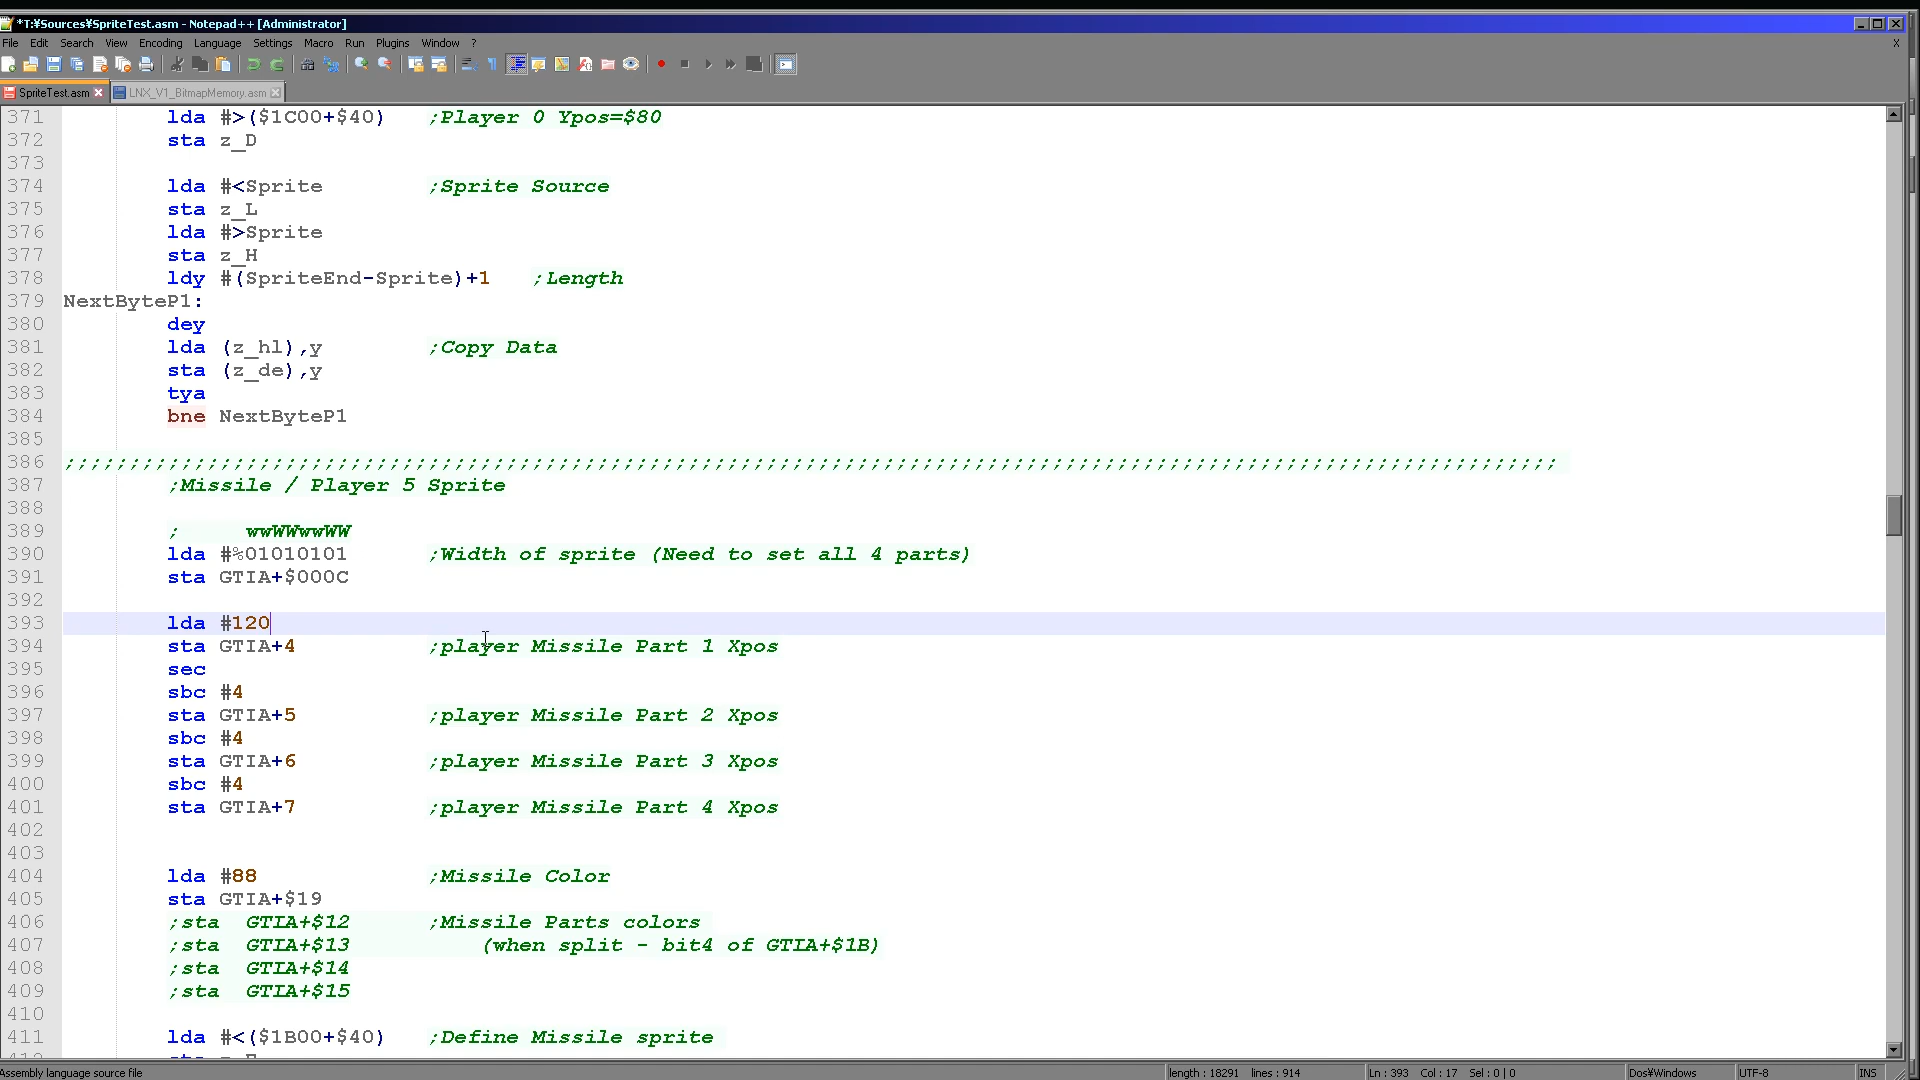 *T:¥Sources¥SpriteTest.asm - Notepad++ [Administrator]
File Edit Search View Encoding Language Settings Macro Run Plugins Window ? X
SpriteTest.asm LNX_V1_BitmapMemory.asm
371 lda #>($1C00+$40) ;Player 0 Ypos=$80
372 sta z_D
373
374 lda #<Sprite ;Sprite Source
375 sta z_L
376 lda #>Sprite
377 sta z_H
378 ldy #(SpriteEnd-Sprite)+1 ;Length
379 NextByteP1:
380 dey
381 lda (z_hl),y ;Copy Data
382 sta (z_de),y
383 tya
384 bne NextByteP1
385
386 ;;;;;;;;;;;;;;;;;;;;;;;;;;;;;;;;;;;;;;;;;;;;;;;;;;;;;;;;;;;;;;;;;;;;;;;;;;;;;;;;;;;;;;;;;;;;;;;;;;;;;;;;;;;;;;;;;;;
387 ;Missile / Player 5 Sprite
388
389 ; wwWWwwWW
390 lda #%01010101 ;Width of sprite (Need to set all 4 parts)
391 sta GTIA+$000C
392
393 lda #120
394 sta GTIA+4 ;player Missile Part 1 Xpos
395 sec
396 sbc #4
397 sta GTIA+5 ;player Missile Part 2 Xpos
398 sbc #4
399 sta GTIA+6 ;player Missile Part 3 Xpos
400 sbc #4
401 sta GTIA+7 ;player Missile Part 4 Xpos
402
403
404 lda #88 ;Missile Color
405 sta GTIA+$19
406 ;sta GTIA+$12 ;Missile Parts colors
407 ;sta GTIA+$13 (when split - bit4 of GTIA+$1B)
408 ;sta GTIA+$14
409 ;sta GTIA+$15
410
411 lda #<($1B00+$40) ;Define Missile sprite
Assembly language source file length : 18291 lines : 914 Ln : 393 Col : 17 Sel : 0 | 0 Dos¥Windows UTF-8 INS